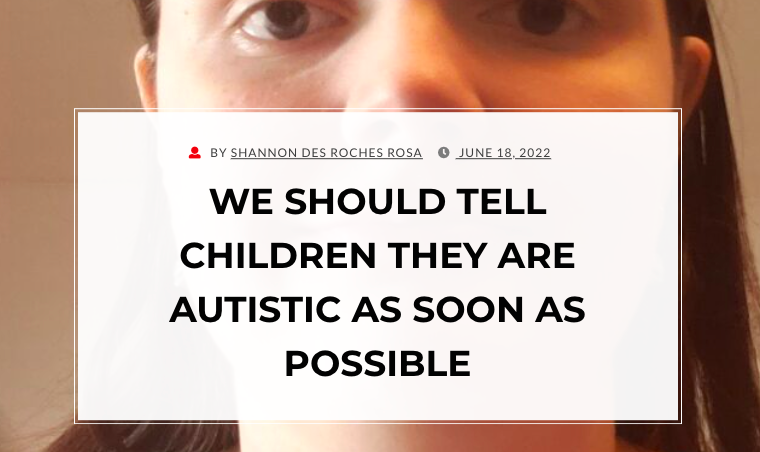 BY SHANNON DES ROCHES ROSA JUNE 18, 2022
WE SHOULD TELL
CHILDREN THEY ARE
AUTISTIC AS SOON AS
POSSIBLE